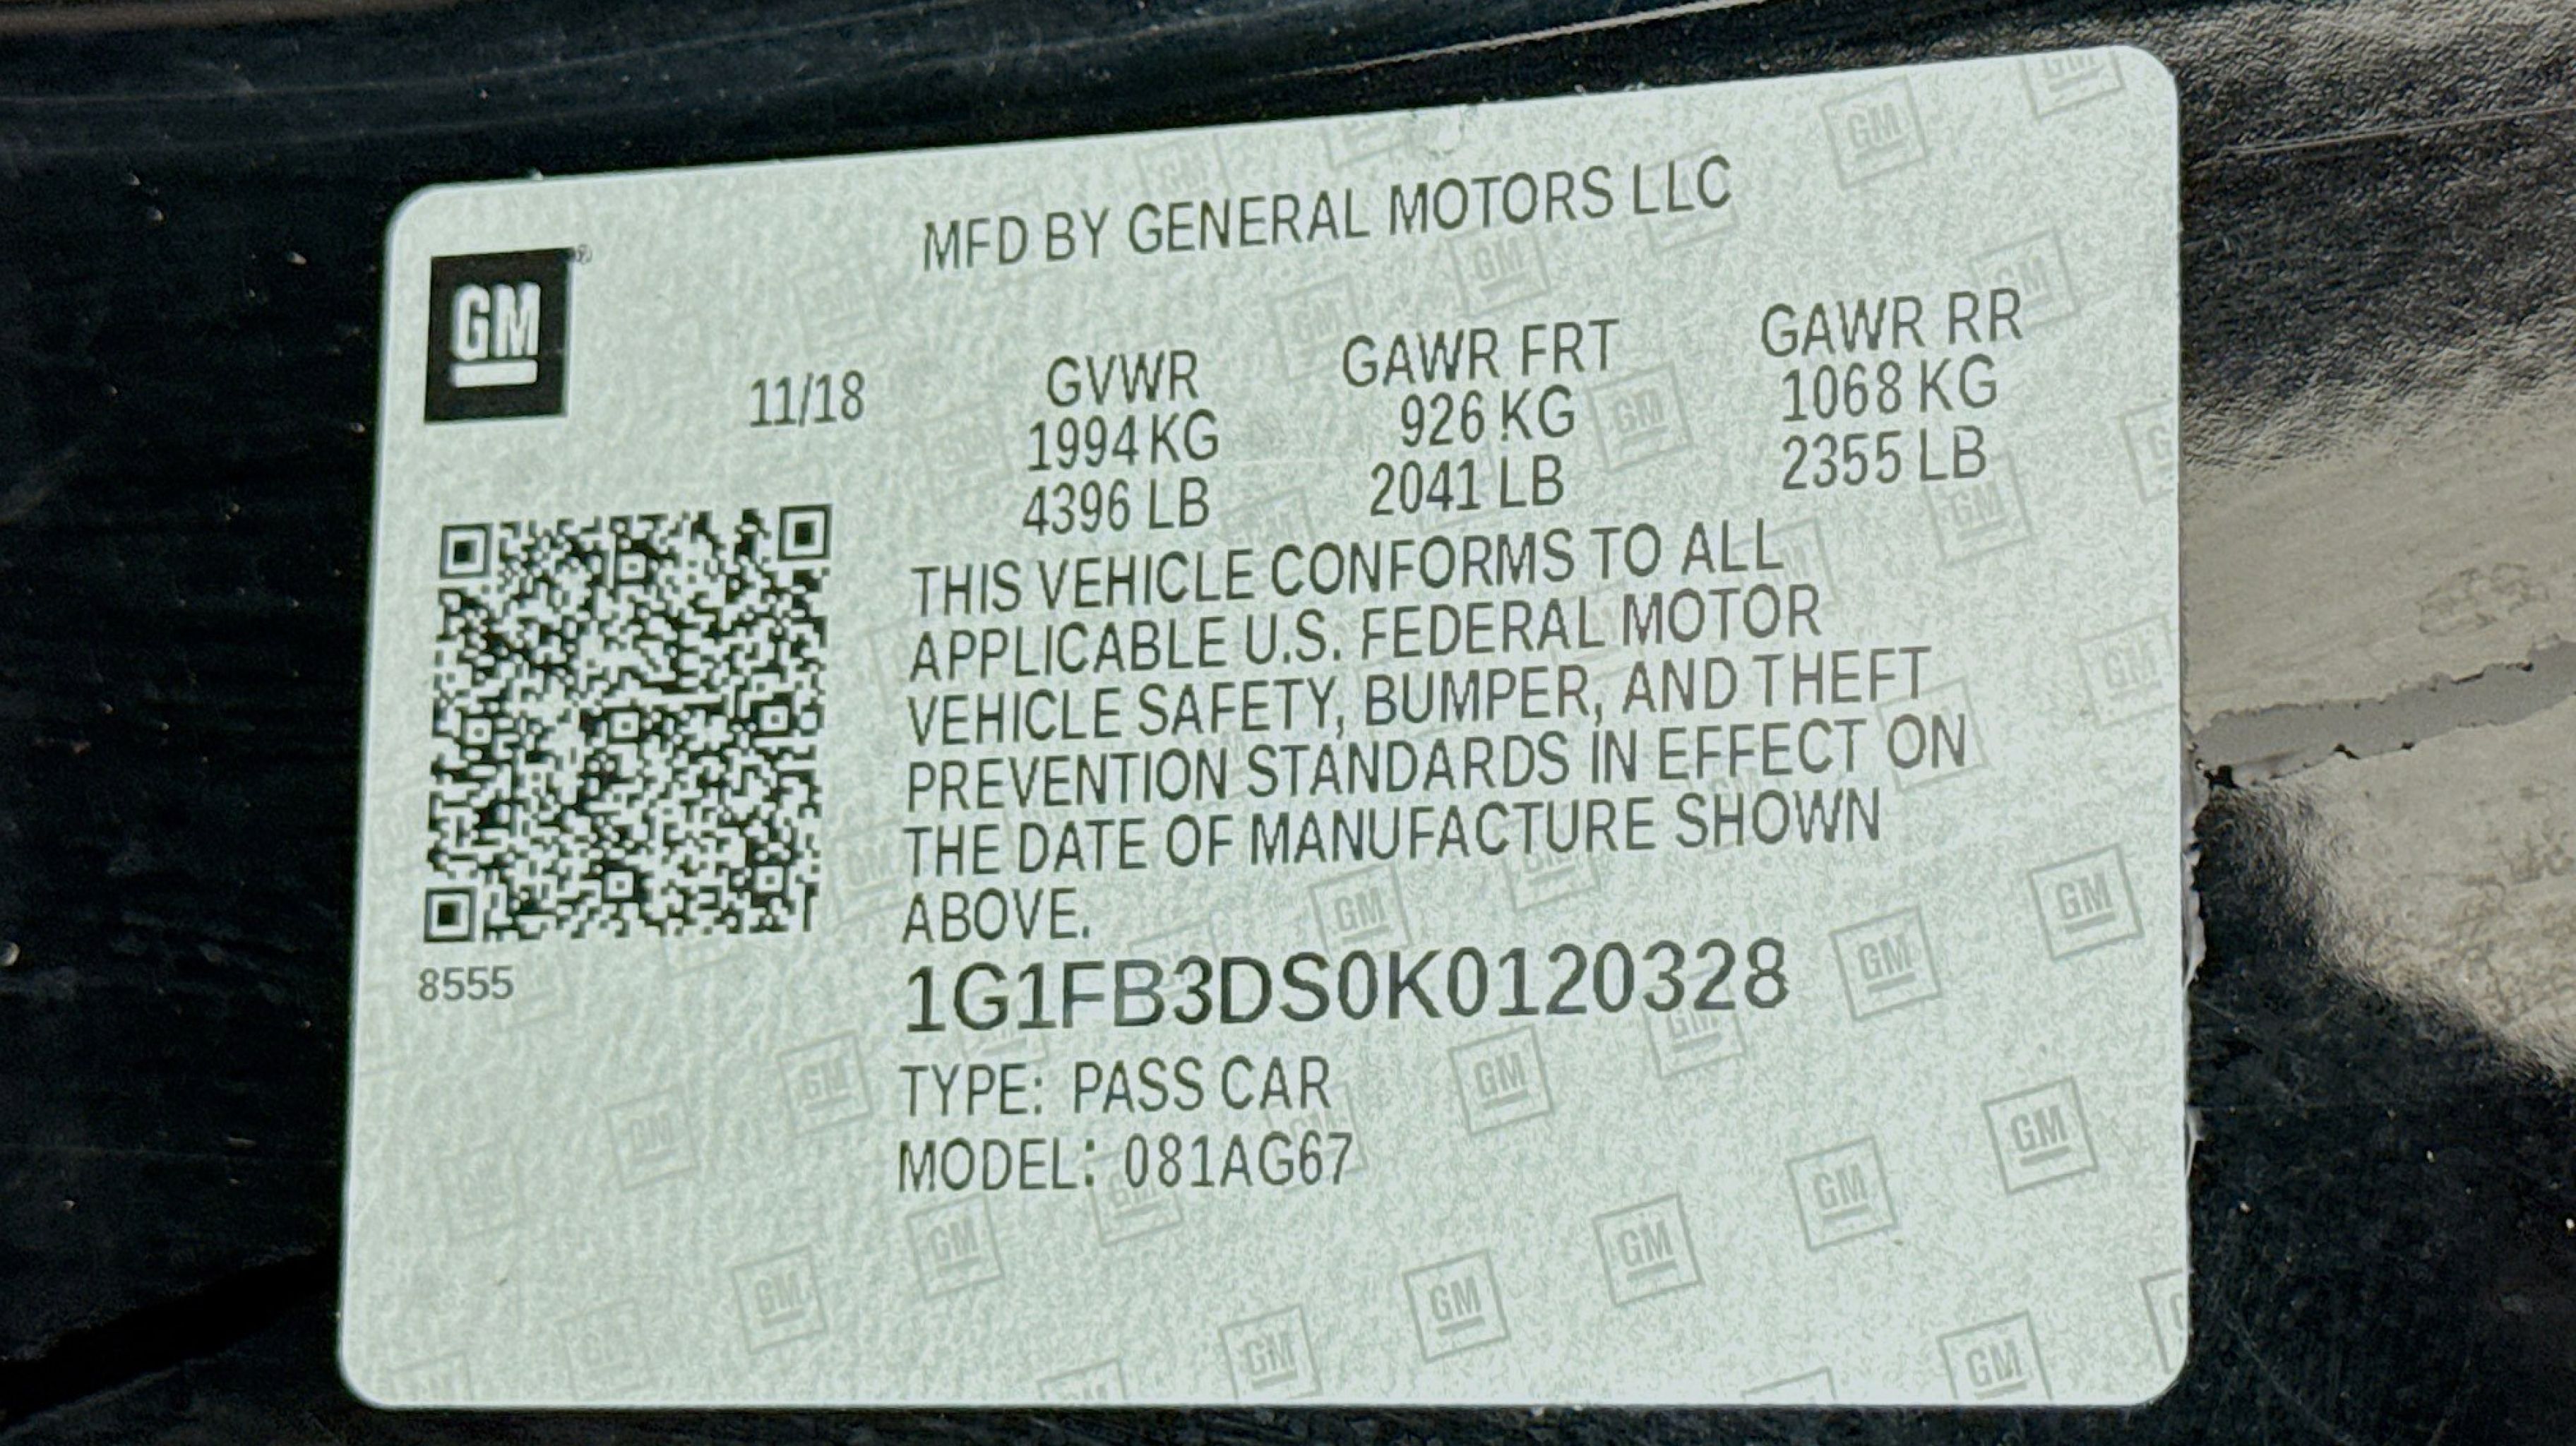 MFD BY GENERAL MOTORS LLC
GM
®
11/18
GVWR GAWR FRT GAWR RR
1994 KG 926 KG 1068 KG
4396 LB 2041 LB 2355 LB
THIS VEHICLE CONFORMS TO ALL
APPLICABLE U.S. FEDERAL MOTOR
VEHICLE SAFETY, BUMPER, AND THEFT
PREVENTION STANDARDS IN EFFECT ON
THE DATE OF MANUFACTURE SHOWN
ABOVE.
8555
1G1FB3DS0K0120328
TYPE: PASS CAR
MODEL: 081AG67